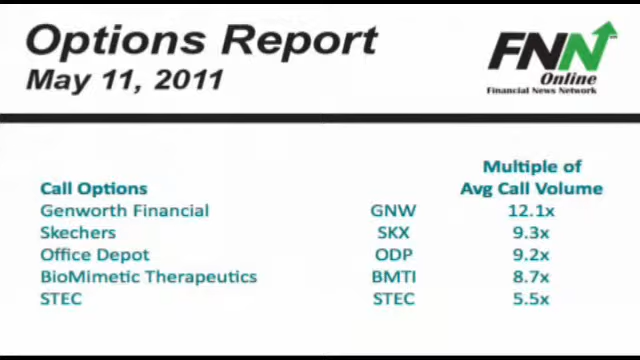 Options Report
May 11, 2011
FNN
Online
Financial News Network
Multiple of
Call Options Avg Call Volume
Genworth Financial GNW 12.1x
Skechers SKX 9.3x
Office Depot ODP 9.2x
BioMimetic Therapeutics BMTI 8.7x
STEC STEC 5.5x